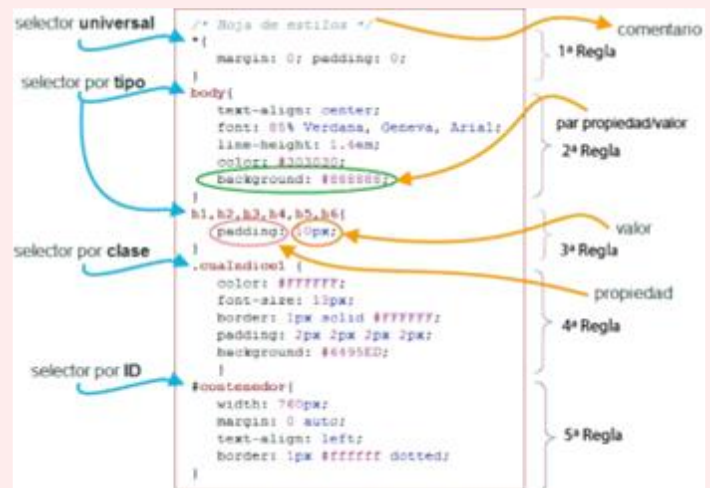 selector universal
/* Hoja de estilos */
comentario
*{
margin: 0; padding: 0;
}
1ª Regla
selector por tipo
body{
text-align: center;
font: 85% Verdana, Geneva, Arial;
line-height: 1.6em;
color: #303030;
background: #888888;
}
par propiedad/valor
2ª Regla
h1,h2,h3,h4,h5,h6{
padding: 10px;
}
valor
3ª Regla
selector por clase
.cuaIndice1 {
color: #FFFFFF;
font-size: 13px;
border: 1px solid #FFFFFF;
padding: 2px 2px 2px 2px;
background: #6495ED;
}
propiedad
4ª Regla
selector por ID
#contenedor{
width: 760px;
margin: 0 auto;
text-align: left;
border: 1px #ffffff dotted;
}
5ª Regla